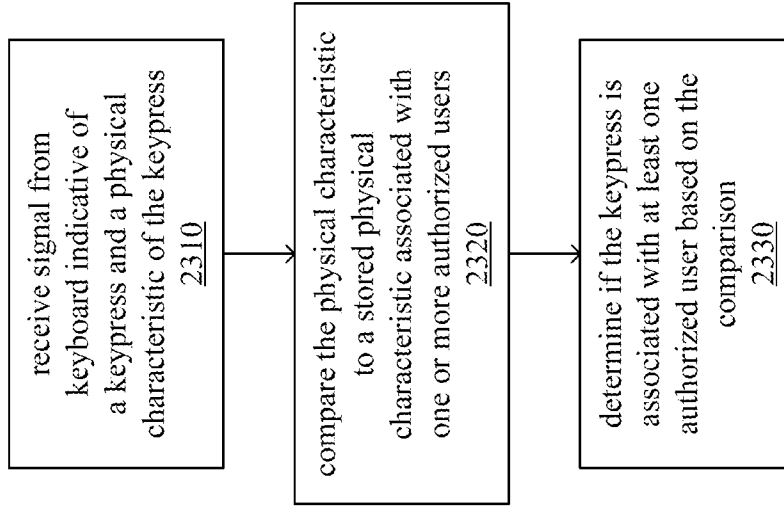 receive signal from
keyboard indicative of
a keypress and a physical
characteristic of the keypress
2310
compare the physical characteristic
to a stored physical
characteristic associated with
one or more authorized users
2320
determine if the keypress is
associated with at least one
authorized user based on the
comparison
2330